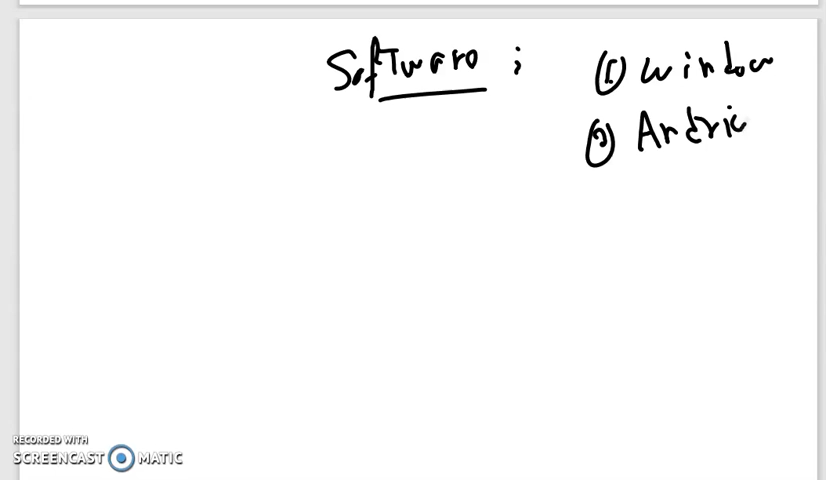 Software : ① window
② Andric
RECORDED WITH
SCREENCAST MATIC